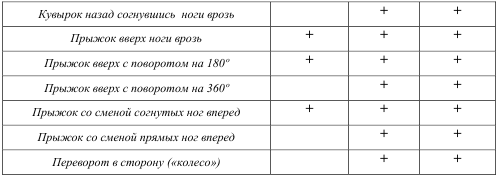 Кувырок назад согнувшись ноги врозь + +
Прыжок вверх ноги врозь + + +
Прыжок вверх с поворотом на 180º + + +
Прыжок вверх с поворотом на 360º + +
Прыжок со сменой согнутых ног вперед + + +
Прыжок со сменой прямых ног вперед + +
Переворот в сторону («колесо») + +